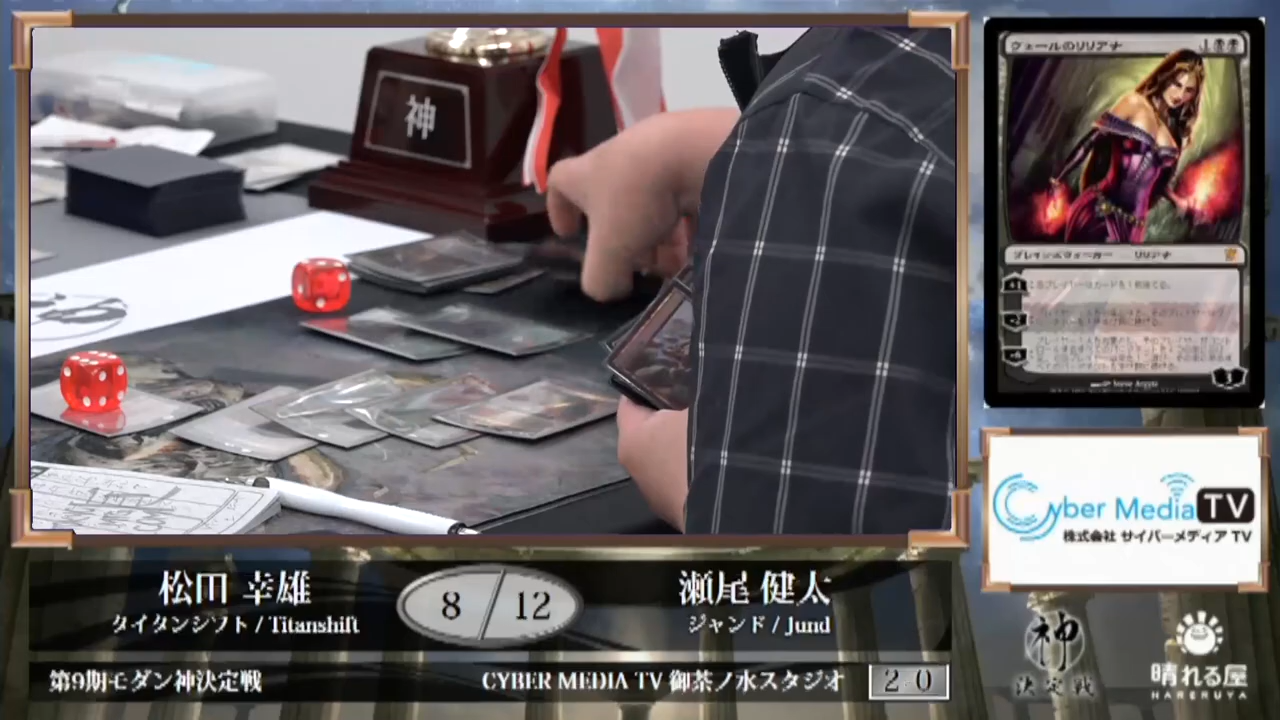 神
ヴェールのリリアナ
プレインズウォーカー リリアナ
Steve Argyle
3
Cyber Media TV
株式会社 サイバーメディア TV
松田 幸雄
タイタンシフト / Titanshift
8 / 12
瀬尾 健太
ジャンド / Jund
第9期モダン神決定戦
CYBER MEDIA TV 御茶ノ水スタジオ
2-0
神
決定戦
晴れる屋
HARERUYA